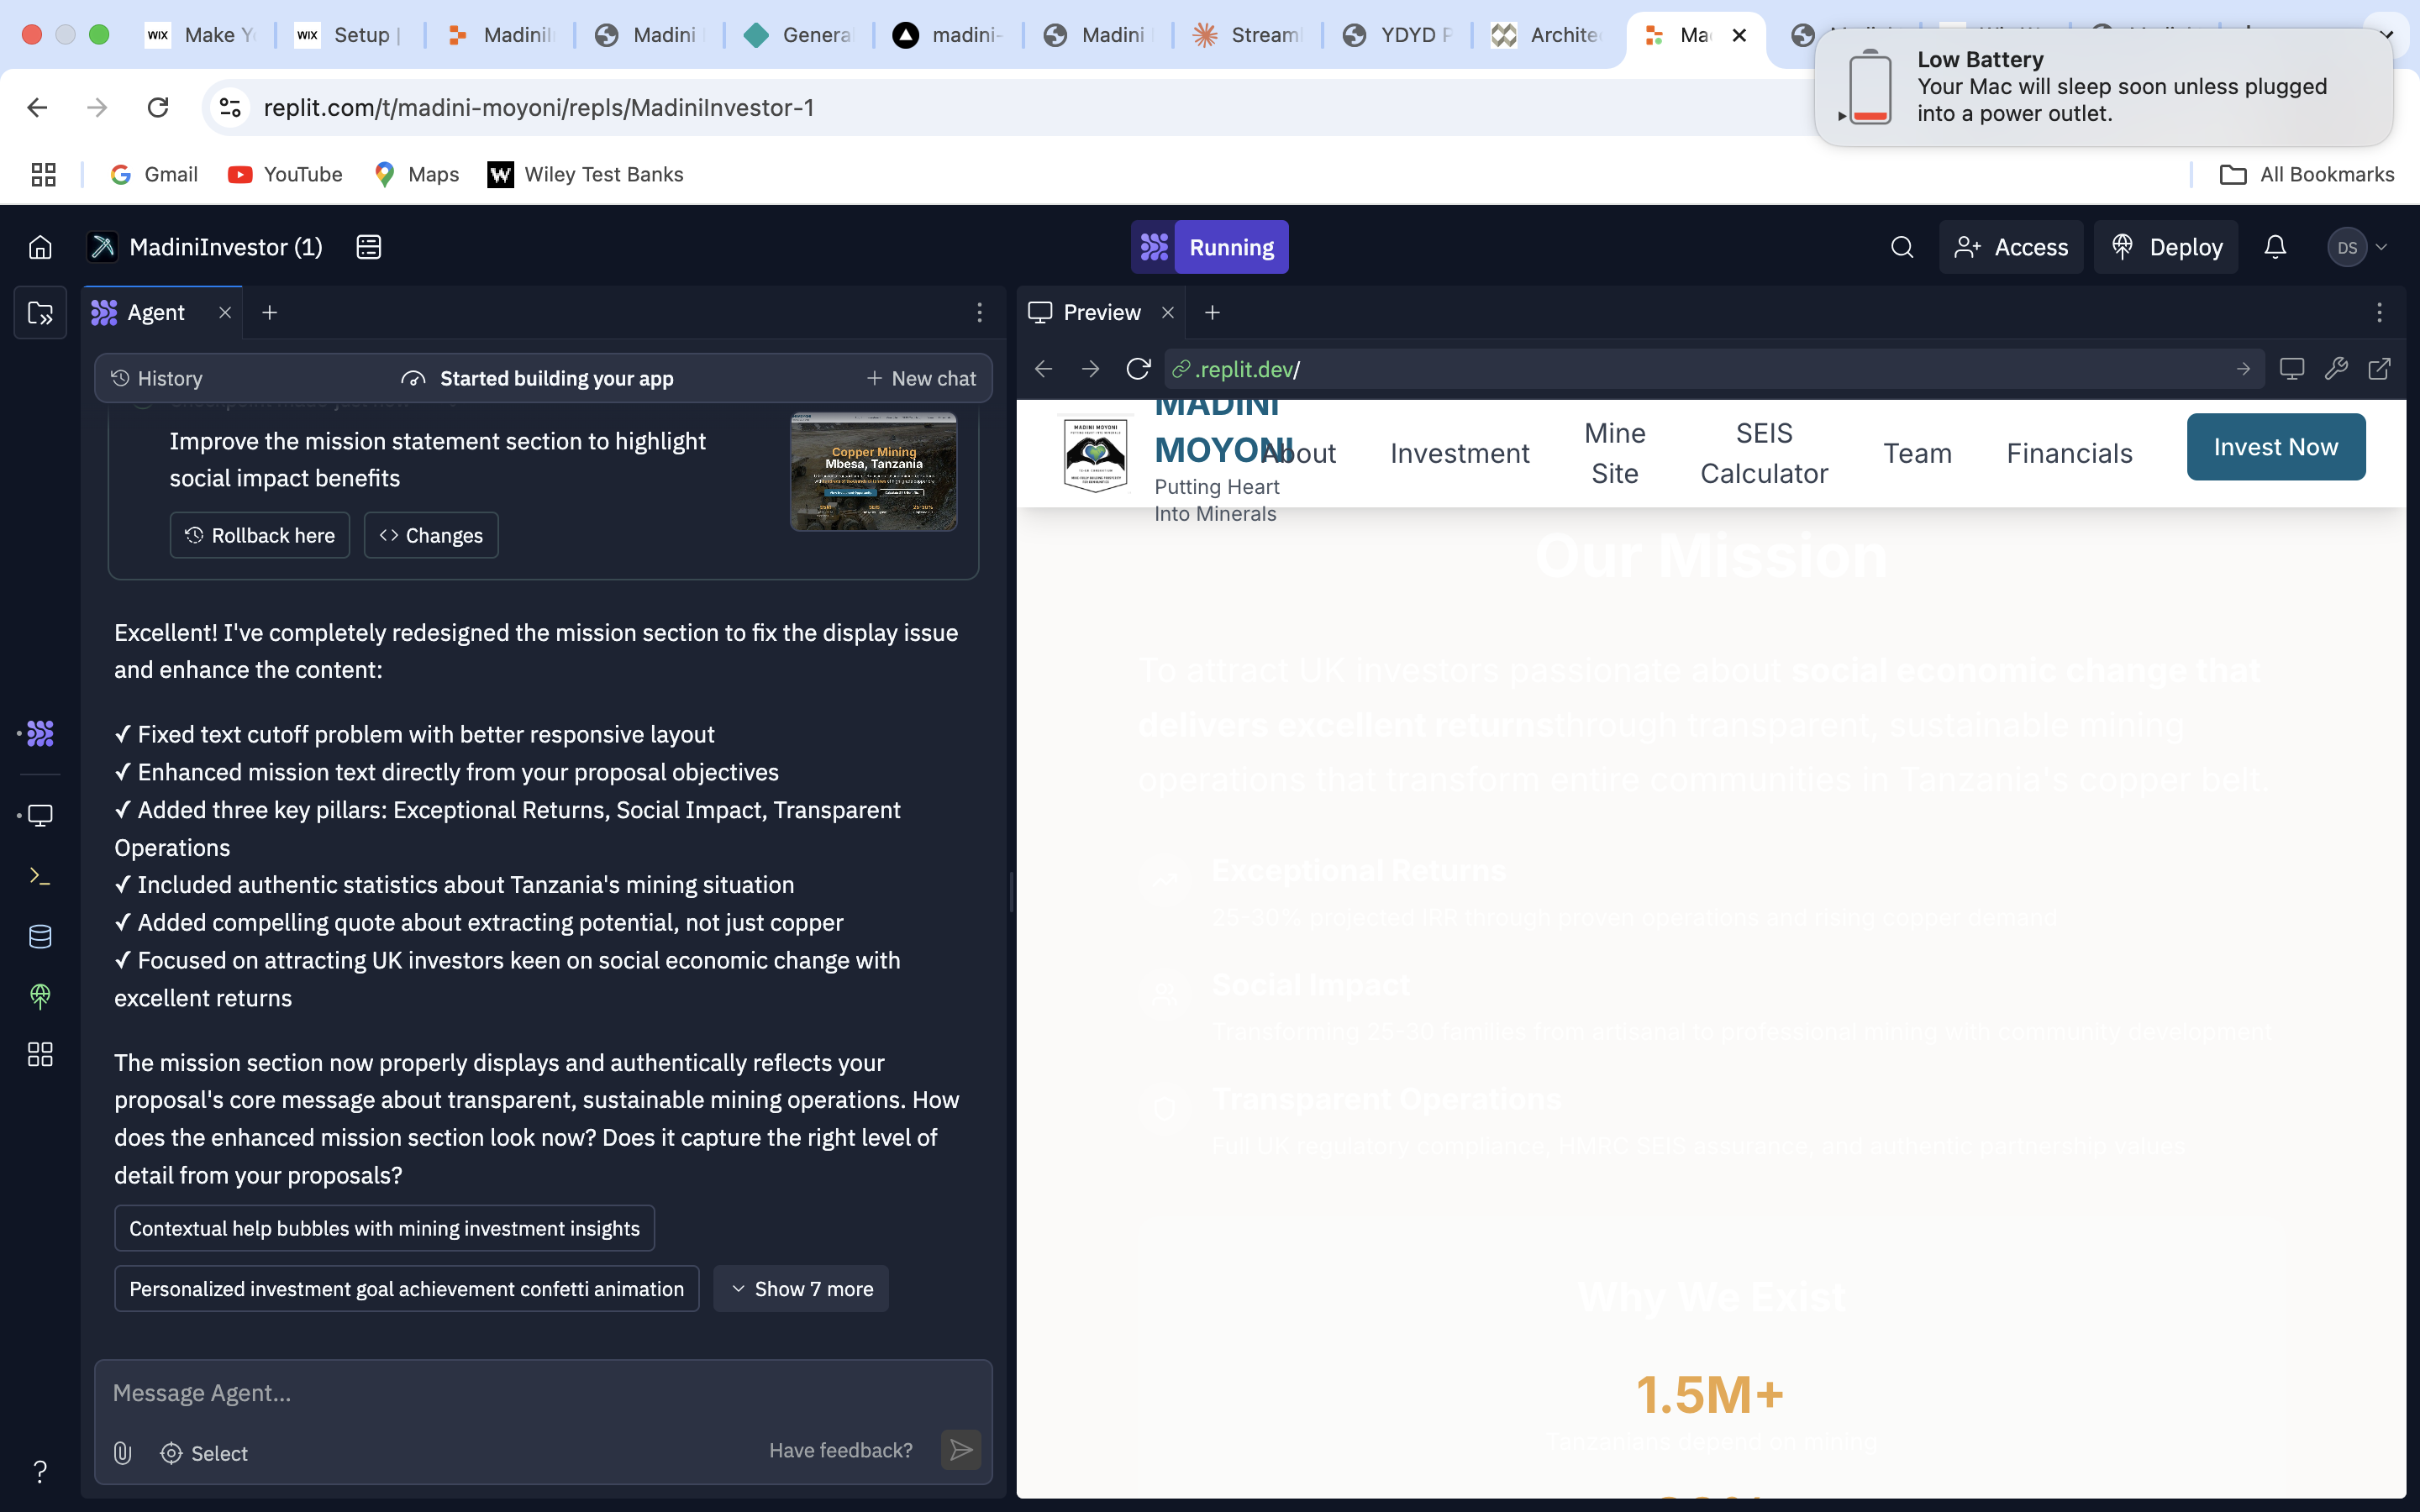 Make Y
Setup |
Madinii
Madini
Genera
madini-
Madini
Streaml
YDYD F
Archite
Ma
Low Battery
Your Mac will sleep soon unless plugged
into a power outlet.
replit.com/t/madini-moyoni/repls/MadiniInvestor-1
Gmail
YouTube
Maps
Wiley Test Banks
All Bookmarks
MadiniInvestor (1)
Running
Access
Deploy
DS
Agent
History
Started building your app
New chat
Improve the mission statement section to highlight
social impact benefits
Copper Mining
Mbesa, Tanzania
Rollback here
Changes
Excellent! I've completely redesigned the mission section to fix the display issue
and enhance the content:
✓ Fixed text cutoff problem with better responsive layout
✓ Enhanced mission text directly from your proposal objectives
✓ Added three key pillars: Exceptional Returns, Social Impact, Transparent
Operations
✓ Included authentic statistics about Tanzania's mining situation
✓ Added compelling quote about extracting potential, not just copper
✓ Focused on attracting UK investors keen on social economic change with
excellent returns
The mission section now properly displays and authentically reflects your
proposal's core message about transparent, sustainable mining operations. How
does the enhanced mission section look now? Does it capture the right level of
detail from your proposals?
Contextual help bubbles with mining investment insights
Personalized investment goal achievement confetti animation
Show 7 more
Message Agent...
Select
Have feedback?
Preview
.replit.dev/
MADINI MOYONI
MADINI
MOYONI
Putting Heart
Into Minerals
About
Investment
Mine
Site
SEIS
Calculator
Team
Financials
Invest Now
Our Mission
To attract UK investors passionate about social economic change that
delivers excellent returnsthrough transparent, sustainable mining
operations that transform entire communities in Tanzania's copper belt.
Exceptional Returns
25-30% projected IRR through proven operations and rising copper demand
Social Impact
Transforming 25-30 families from artisanal to professional mining with community development
Transparent Operations
Full UK regulatory compliance, HMRC SEIS assurance, and authentic partnership values
Why We Exist
1.5M+
Tanzanians depend on mining